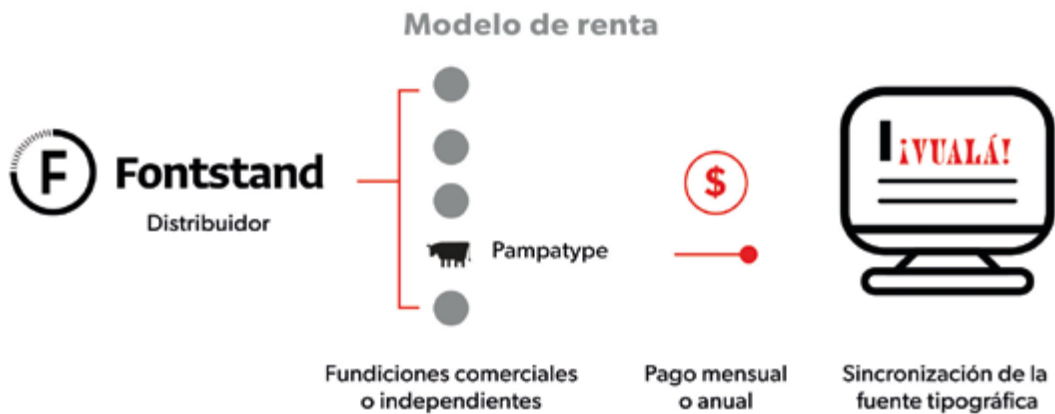 Modelo de renta
F
Fontstand
Distribuidor
Pampatype
$
¡VUALÁ!
Fundiciones comerciales
o independientes
Pago mensual
o anual
Sincronización de la
fuente tipográfica